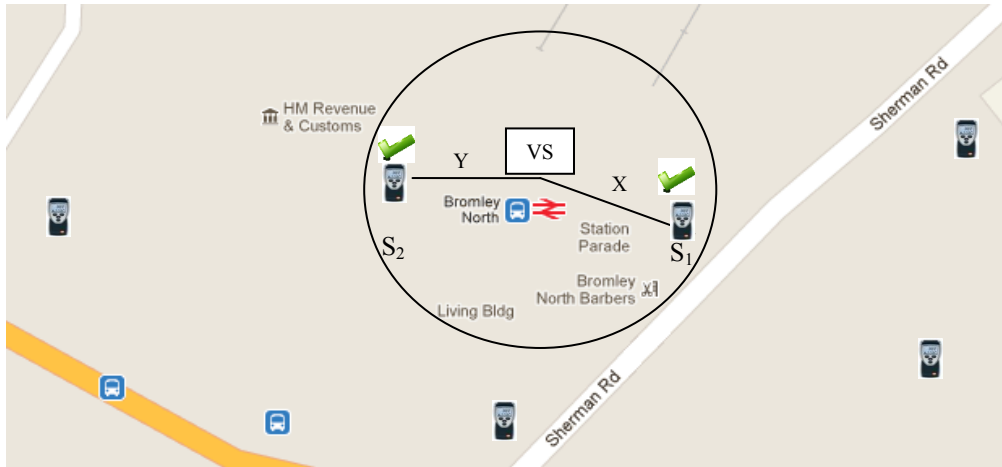 Sherman Rd
HM Revenue
& Customs
VS
Y
X
Bromley
North
Station
Parade
S₂
S₁
Bromley
North Barbers
Living Bldg
Sherman Rd